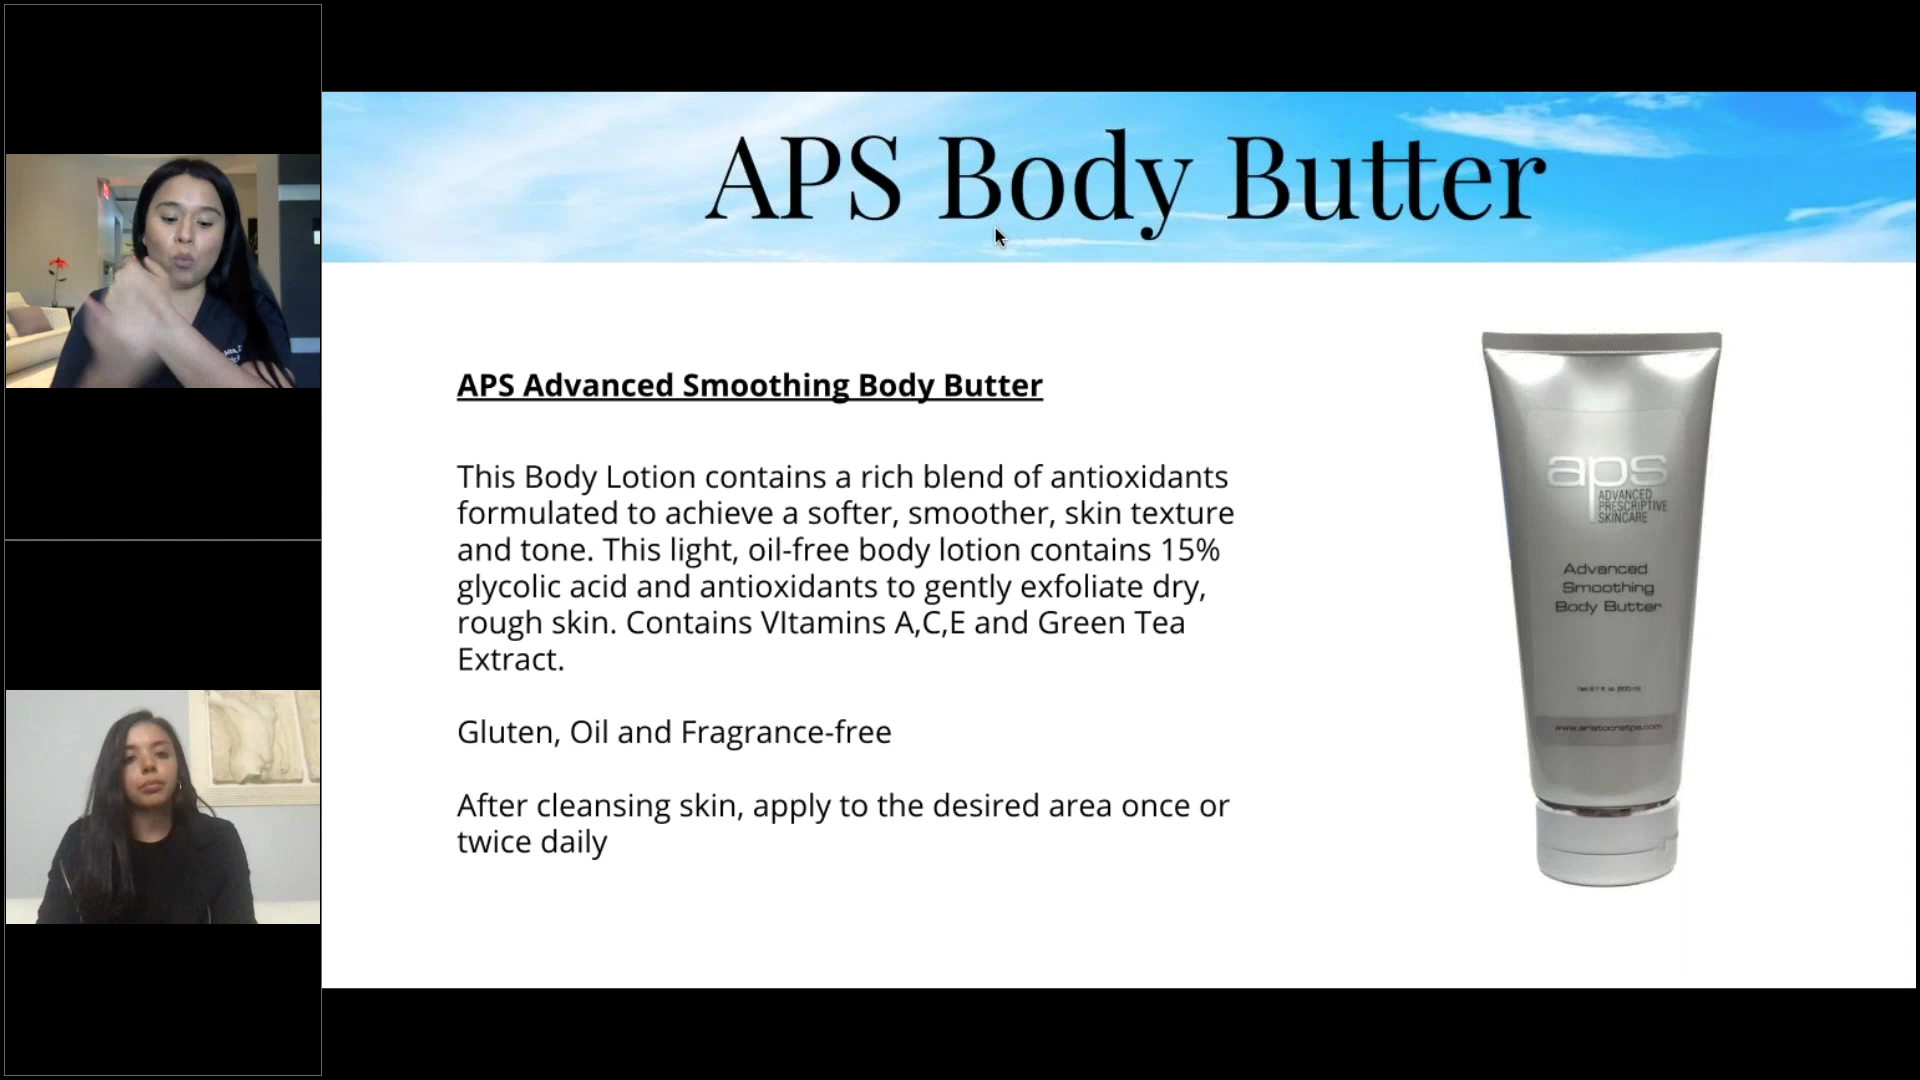 APS Body Butter
APS Advanced Smoothing Body Butter
This Body Lotion contains a rich blend of antioxidants
formulated to achieve a softer, smoother, skin texture
and tone. This light, oil-free body lotion contains 15%
glycolic acid and antioxidants to gently exfoliate dry,
rough skin. Contains VItamins A,C,E and Green Tea
Extract.
Gluten, Oil and Fragrance-free
After cleansing skin, apply to the desired area once or
twice daily
aps
ADVANCED
PRESCRIPTIVE
SKINCARE
Advanced
Smoothing
Body Butter